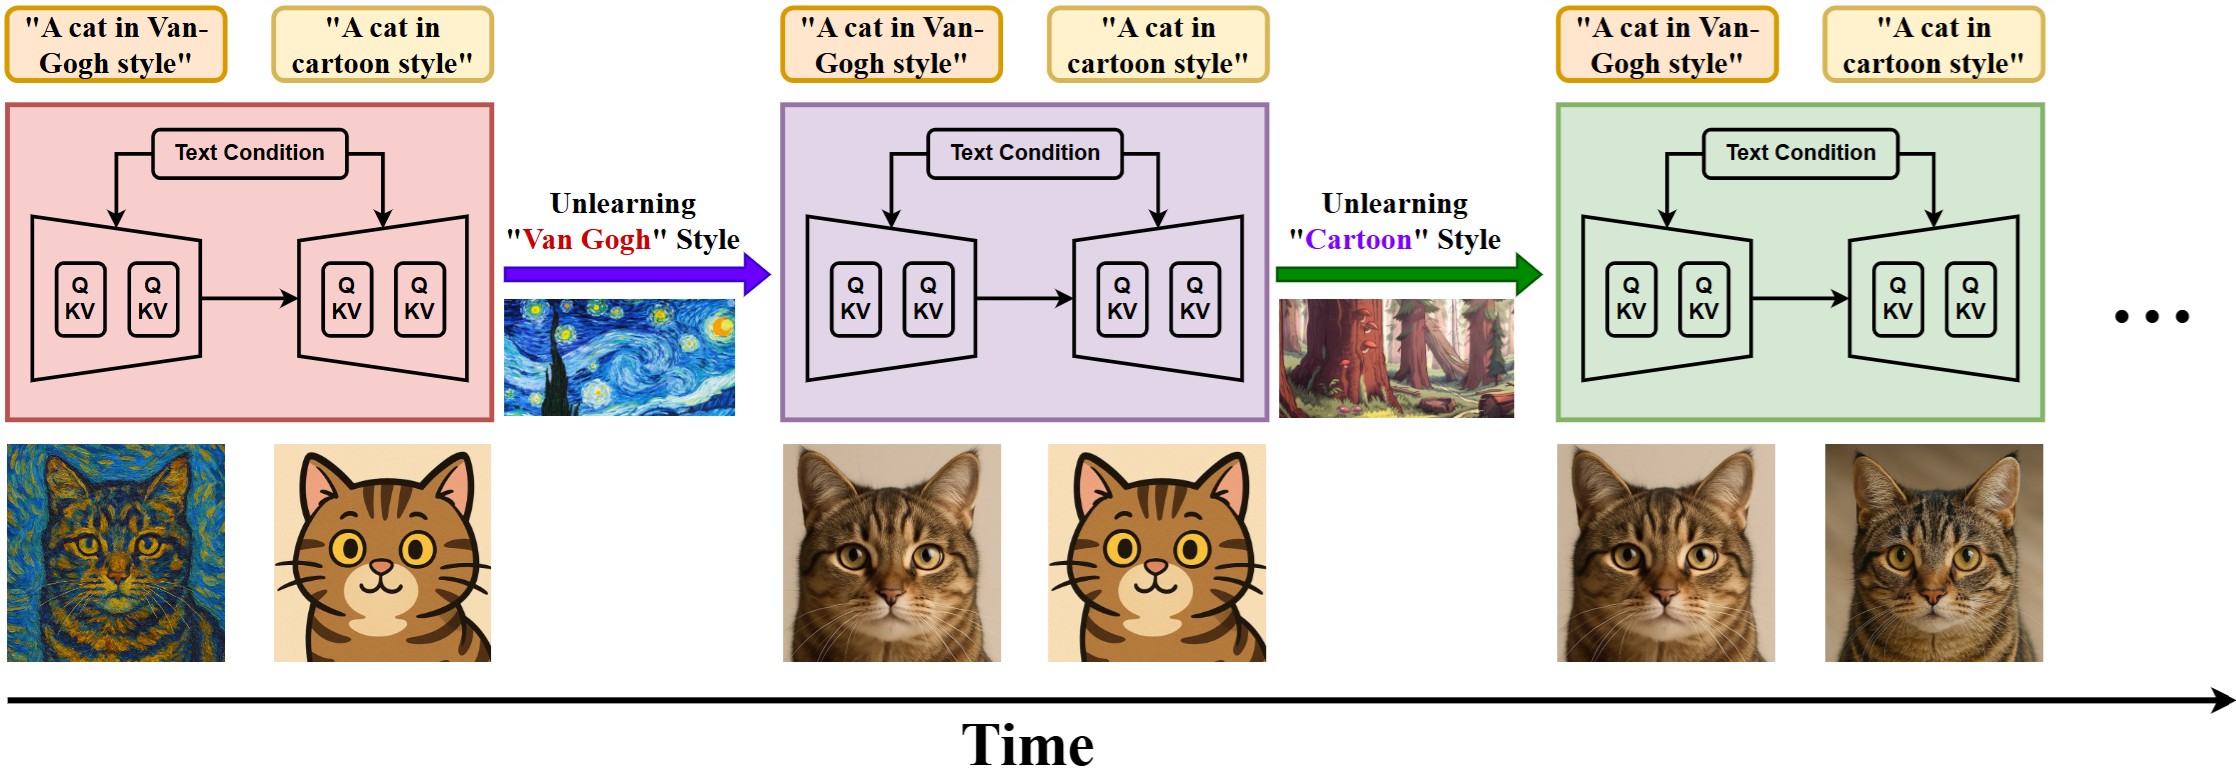 "A cat in Van-
Gogh style"
"A cat in
cartoon style"
Text Condition
Q
KV
Q
KV
Q
KV
Q
KV
Unlearning
"Van Gogh" Style
"A cat in Van-
Gogh style"
"A cat in
cartoon style"
Text Condition
Q
KV
Q
KV
Q
KV
Q
KV
Unlearning
"Cartoon" Style
"A cat in Van-
Gogh style"
"A cat in
cartoon style"
Text Condition
Q
KV
Q
KV
Q
KV
Q
KV
Time